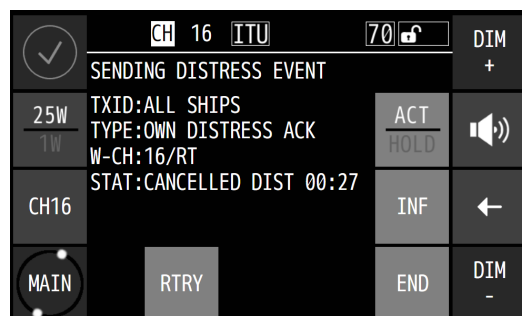 CH 16 ITU 70
DIM
+
SENDING DISTRESS EVENT
25W
1W
TXID:ALL SHIPS
TYPE:OWN DISTRESS ACK
W-CH:16/RT
STAT:CANCELLED DIST 00:27
ACT
HOLD
CH16
INF
MAIN
RTRY
END
DIM
-